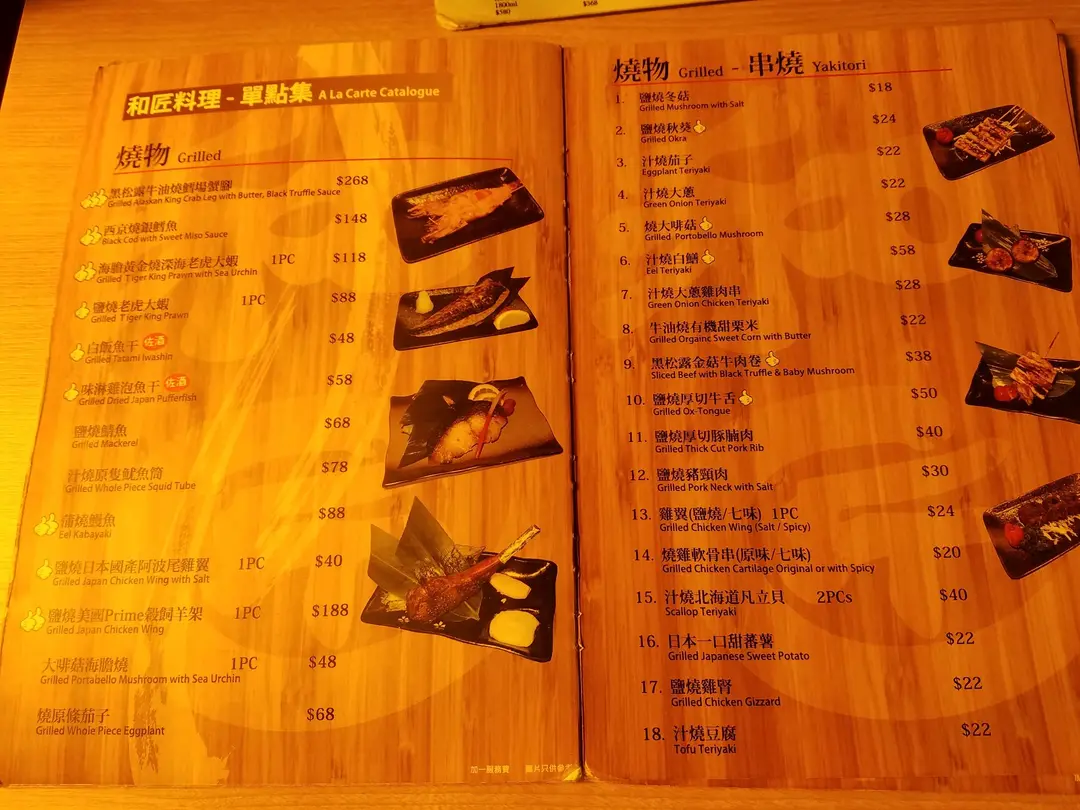 1800ml
$380
$368
和匠料理 - 單點集 A La Carte Catalogue
燒物 Grilled
黑松露牛油燒鱈場蟹腳 $268
Grilled Alaskan King Crab Leg with Butter, Black Truffle Sauce
西京燒銀鱈魚 $148
Black Cod with Sweet Miso Sauce
海膽黃金燒深海老虎大蝦 1PC $118
Grilled Tiger King Prawn with Sea Urchin
鹽燒老虎大蝦 1PC $88
Grilled Tiger King Prawn
白飯魚干 佐酒 $48
Grilled Tatami Iwashin
味淋雞泡魚干 佐酒 $58
Grilled Dried Japan Pufferfish
鹽燒鯖魚 $68
Grilled Mackerel
汁燒原隻魷魚筒 $78
Grilled Whole Piece Squid Tube
蒲燒鰻魚 $88
Eel Kabayaki
鹽燒日本國產阿波尾雞翼 1PC $40
Grilled Japan Chicken Wing with Salt
鹽燒美國Prime穀飼羊架 1PC $188
Grilled Japan Chicken Wing
大啡菇海膽燒 1PC $48
Grilled Portabello Mushroom with Sea Urchin
燒原條茄子 $68
Grilled Whole Piece Eggplant
加一服務費 圖片只供參考
燒物 Grilled - 串燒 Yakitori
1. 鹽燒冬菇 $18
Grilled Mushroom with Salt
2. 鹽燒秋葵 $24
Grilled Okra
3. 汁燒茄子 $22
Eggplant Teriyaki
4. 汁燒大蔥 $22
Green Onion Teriyaki
5. 燒大啡菇 $28
Grilled Portobello Mushroom
6. 汁燒白鱔 $58
Eel Teriyaki
7. 汁燒大蔥雞肉串 $28
Green Onion Chicken Teriyaki
8. 牛油燒有機甜粟米 $22
Grilled Orgainc Sweet Corn with Butter
9. 黑松露金菇牛肉卷 $38
Sliced Beef with Black Truffle & Baby Mushroom
10. 鹽燒厚切牛舌 $50
Grilled Ox-Tongue
11. 鹽燒厚切豚腩肉 $40
Grilled Thick Cut Pork Rib
12. 鹽燒豬頸肉 $30
Grilled Pork Neck with Salt
13. 雞翼(鹽燒/七味) 1PC $24
Grilled Chicken Wing (Salt / Spicy)
14. 燒雞軟骨串(原味/七味) $20
Grilled Chicken Cartilage Original or with Spicy
15. 汁燒北海道凡立貝 2PCs $40
Scallop Teriyaki
16. 日本一口甜蕃薯 $22
Grilled Japanese Sweet Potato
17. 鹽燒雞腎 $22
Grilled Chicken Gizzard
18. 汁燒豆腐 $22
Tofu Teriyaki